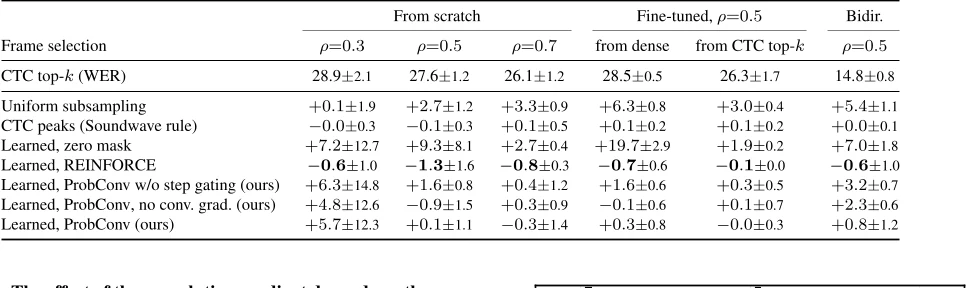 From scratch Fine-tuned, ρ=0.5 Bidir.
Frame selection ρ=0.3 ρ=0.5 ρ=0.7 from dense from CTC top-k ρ=0.5
CTC top-k (WER) 28.9±2.1 27.6±1.2 26.1±1.2 28.5±0.5 26.3±1.7 14.8±0.8
Uniform subsampling +0.1±1.9 +2.7±1.2 +3.3±0.9 +6.3±0.8 +3.0±0.4 +5.4±1.1
CTC peaks (Soundwave rule) −0.0±0.3 −0.1±0.3 +0.1±0.5 +0.1±0.2 +0.1±0.2 +0.0±0.1
Learned, zero mask +7.2±12.7 +9.3±8.1 +2.7±0.4 +19.7±2.9 +1.9±0.2 +7.0±1.8
Learned, REINFORCE −0.6±1.0 −1.3±1.6 −0.8±0.3 −0.7±0.6 −0.1±0.0 −0.6±1.0
Learned, ProbConv w/o step gating (ours) +6.3±14.8 +1.6±0.8 +0.4±1.2 +1.6±0.6 +0.3±0.5 +3.2±0.7
Learned, ProbConv, no conv. grad. (ours) +4.8±12.6 −0.9±1.5 +0.3±0.9 −0.1±0.6 +0.1±0.7 +2.3±0.6
Learned, ProbConv (ours) +5.7±12.3 +0.1±1.1 −0.3±1.4 +0.3±0.8 −0.0±0.3 +0.8±1.2